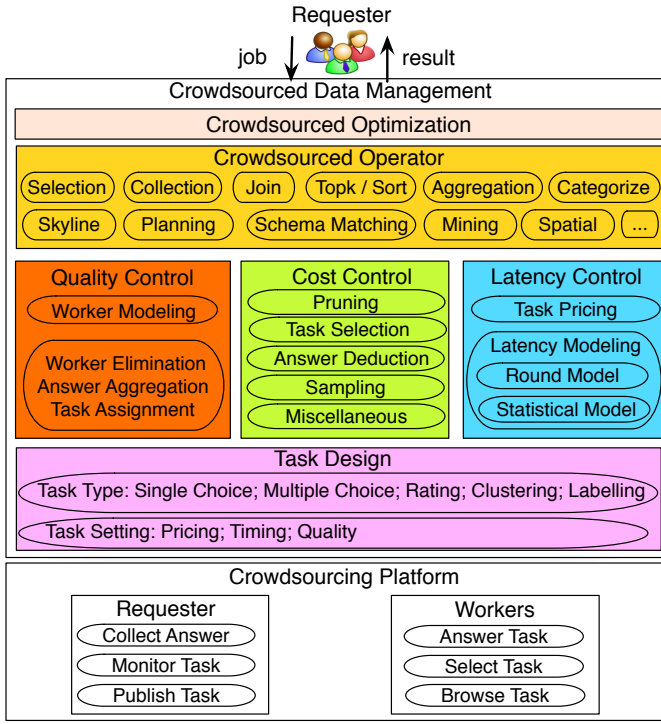 Requester
job
result
Crowdsourced Data Management
Crowdsourced Optimization
Crowdsourced Operator
Selection Collection Join Topk / Sort Aggregation Categorize
Skyline Planning Schema Matching Mining Spatial ...
Quality Control
Worker Modeling
Worker Elimination
Answer Aggregation
Task Assignment
Cost Control
Pruning
Task Selection
Answer Deduction
Sampling
Miscellaneous
Latency Control
Task Pricing
Latency Modeling
Round Model
Statistical Model
Task Design
Task Type: Single Choice; Multiple Choice; Rating; Clustering; Labelling
Task Setting: Pricing; Timing; Quality
Crowdsourcing Platform
Requester
Collect Answer
Monitor Task
Publish Task
Workers
Answer Task
Select Task
Browse Task